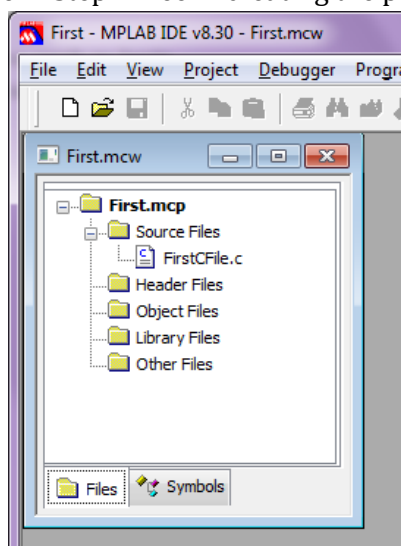 First - MPLAB IDE v8.30 - First.mcw
File Edit View Project Debugger
First.mcw
First.mcp
Source Files
FirstCFile.c
Header Files
Object Files
Library Files
Other Files
Files Symbols